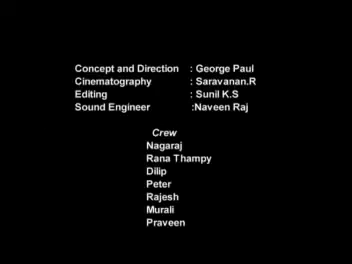 Concept and Direction : George Paul
Cinematography : Saravanan.R
Editing : Sunil K.S
Sound Engineer :Naveen Raj
Crew
Nagaraj
Rana Thampy
Dilip
Peter
Rajesh
Murali
Praveen